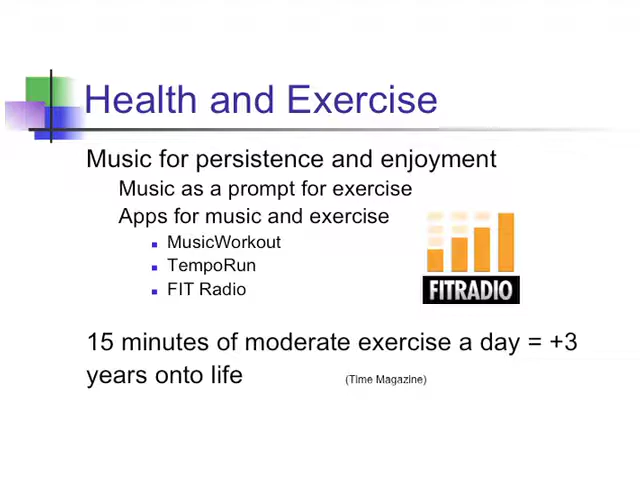 Health and Exercise
Music for persistence and enjoyment
Music as a prompt for exercise
Apps for music and exercise
MusicWorkout
TempoRun
FIT Radio
FITRADIO
15 minutes of moderate exercise a day = +3
years onto life (Time Magazine)